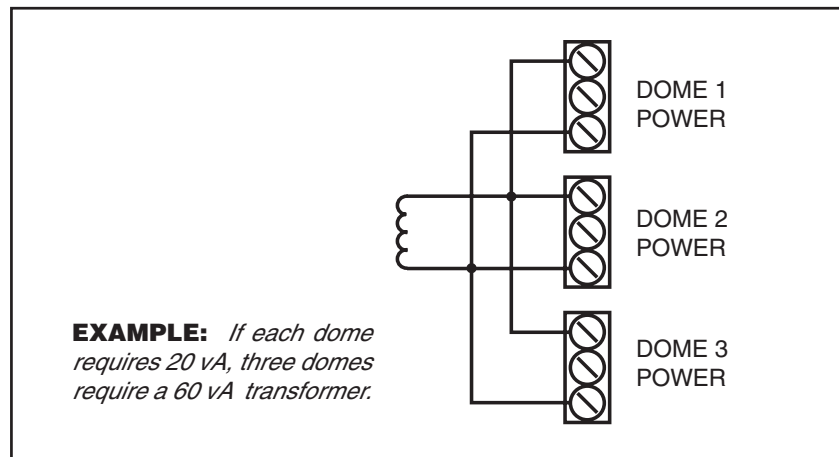 DOME 1
POWER
DOME 2
POWER
DOME 3
POWER
EXAMPLE: If each dome
requires 20 vA, three domes
require a 60 vA transformer.